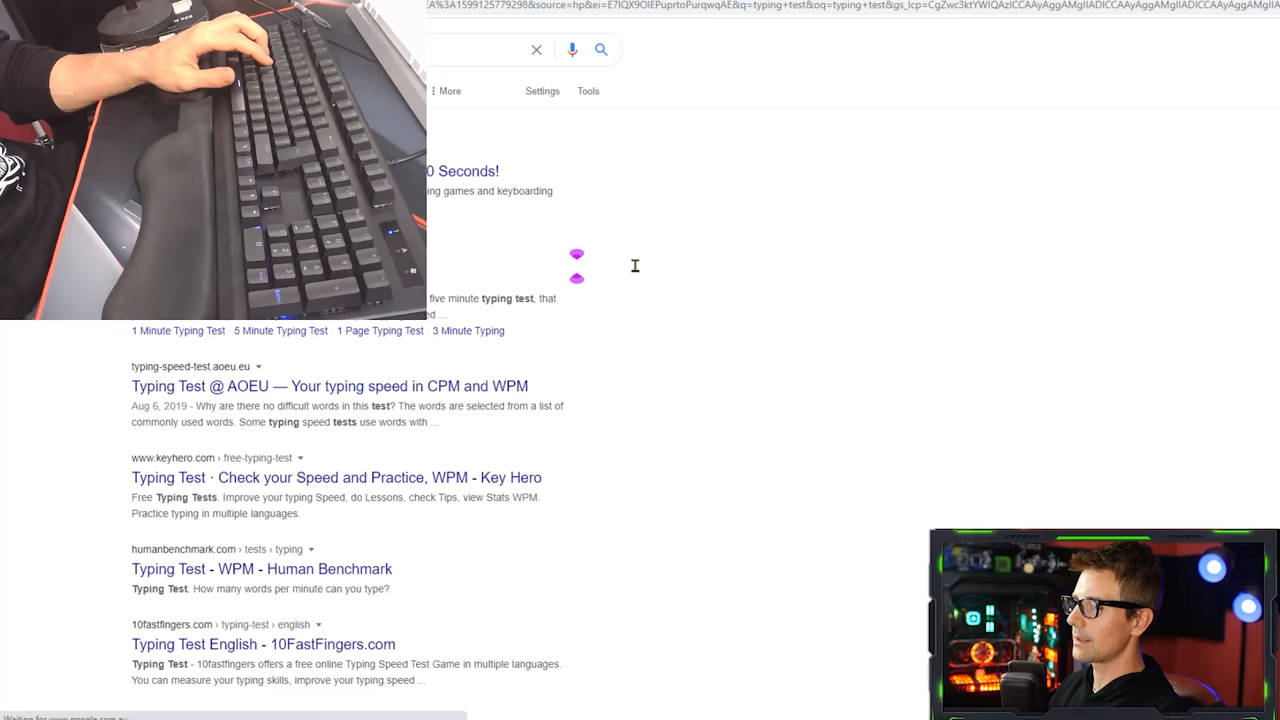 EA%3A1599125779298&source=hp&ei=E7lQX9OIEPuprtoPurqwqAE&q=typing+test&oq=typing+test&gs_lcp=CgZwc3ktYWIQAzICCAAyAggAMgIIADICCAAyAggAMgIIADICCAAyAggAMgIIA
More
Settings
Tools
0 Seconds!
ing games and keyboarding
five minute typing test, that
ed ...
1 Minute Typing Test · 5 Minute Typing Test · 1 Page Typing Test · 3 Minute Typing
typing-speed-test.aoeu.eu
Typing Test @ AOEU — Your typing speed in CPM and WPM
Aug 6, 2019 - Why are there no difficult words in this test? The words are selected from a list of
commonly used words. Some typing speed tests use words with ...
www.keyhero.com › free-typing-test
Typing Test · Check your Speed and Practice, WPM - Key Hero
Free Typing Tests. Improve your typing Speed, do Lessons, check Tips, view Stats WPM.
Practice typing in multiple languages.
humanbenchmark.com › tests › typing
Typing Test - WPM - Human Benchmark
Typing Test. How many words per minute can you type?
10fastfingers.com › typing-test › english
Typing Test English - 10FastFingers.com
Typing Test - 10fastfingers offers a free online Typing Speed Test Game in multiple languages.
You can measure your typing skills, improve your typing speed ...
Waiting for www.google.com.au